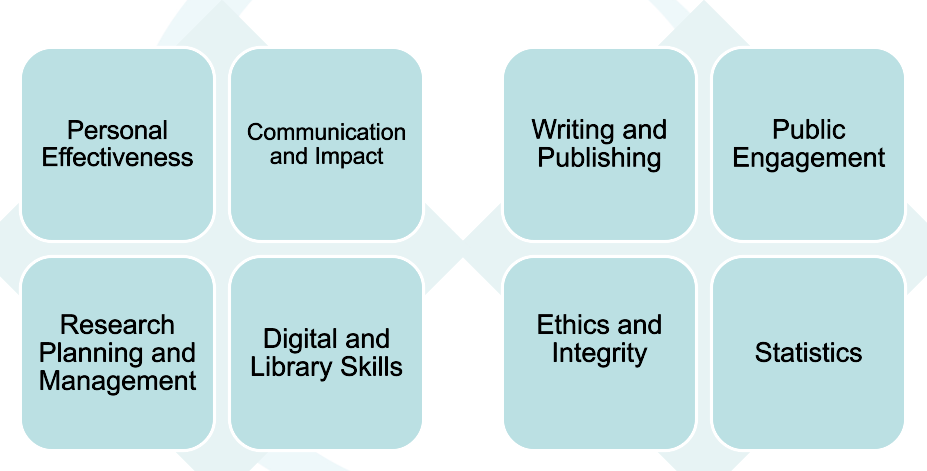 Personal
Effectiveness
Communication
and Impact
Writing and
Publishing
Public
Engagement
Research
Planning and
Management
Digital and
Library Skills
Ethics and
Integrity
Statistics